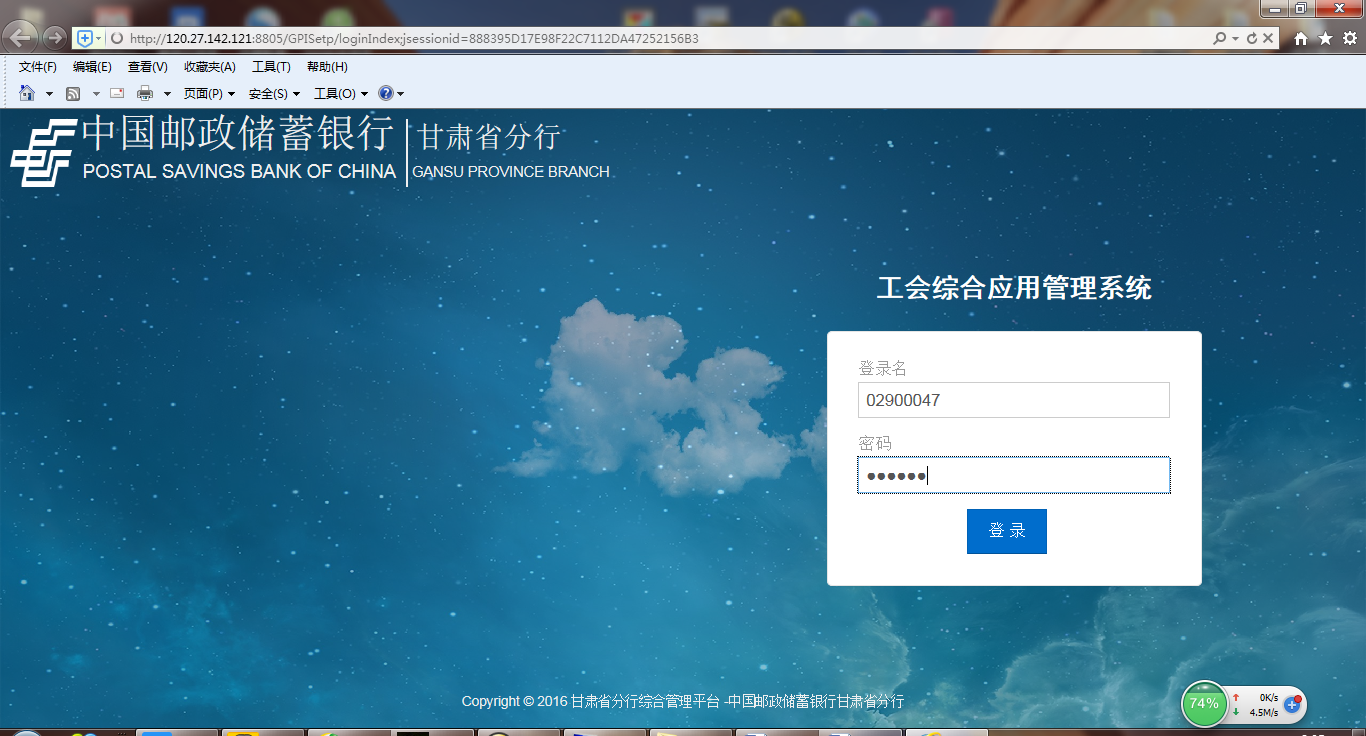 http://120.27.142.121:8805/GPISetp/loginIndex;jsessionid=888395D17E98F22C7112DA47252156B3
文件(F) 编辑(E) 查看(V) 收藏夹(A) 工具(T) 帮助(H)
页面(P) 安全(S) 工具(O)
中国邮政储蓄银行 甘肃省分行
POSTAL SAVINGS BANK OF CHINA GANSU PROVINCE BRANCH
工会综合应用管理系统
登录名
02900047
密码
登 录
Copyright © 2016 甘肃省分行综合管理平台 -中国邮政储蓄银行甘肃省分行
74%
0K/s
4.5M/s